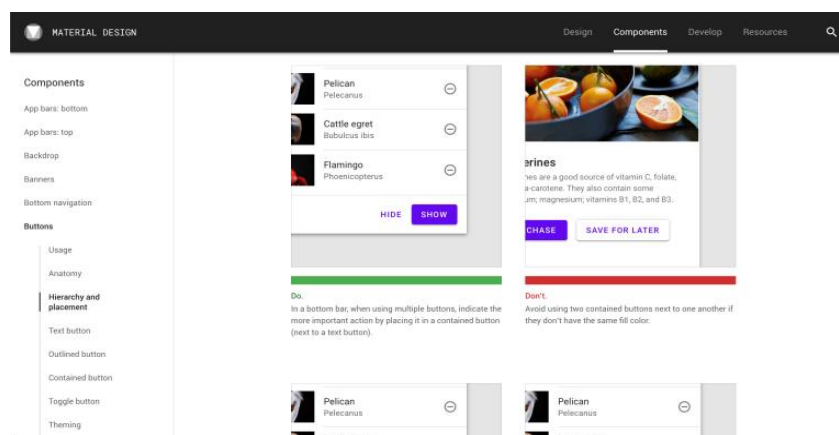 MATERIAL DESIGN
Design
Components
Develop
Resources
Components
App bars: bottom
App bars: top
Backdrop
Banners
Bottom navigation
Buttons
Usage
Anatomy
Hierarchy and
placement
Text button
Outlined button
Contained button
Toggle button
Theming
Pelican
Pelecanus
Cattle egret
Bubulcus ibis
Flamingo
Phoenicopterus
HIDE
SHOW
Do.
In a bottom bar, when using multiple buttons, indicate the
more important action by placing it in a contained button
(next to a text button).
erines
nes are a good source of vitamin C, folate,
a-carotene. They also contain some
um; magnesium; vitamins B1, B2, and B3.
CHASE
SAVE FOR LATER
Don't.
Avoid using two contained buttons next to one another if
they don't have the same fill color.
Pelican
Pelecanus
Pelican
Pelecanus